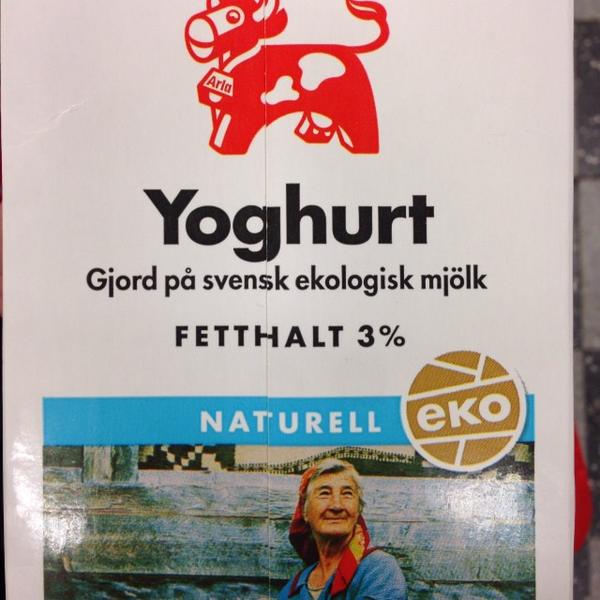 Arla
Yoghurt
Gjord på svensk ekologisk mjölk
FETTHALT 3%
NATURELL
eKO